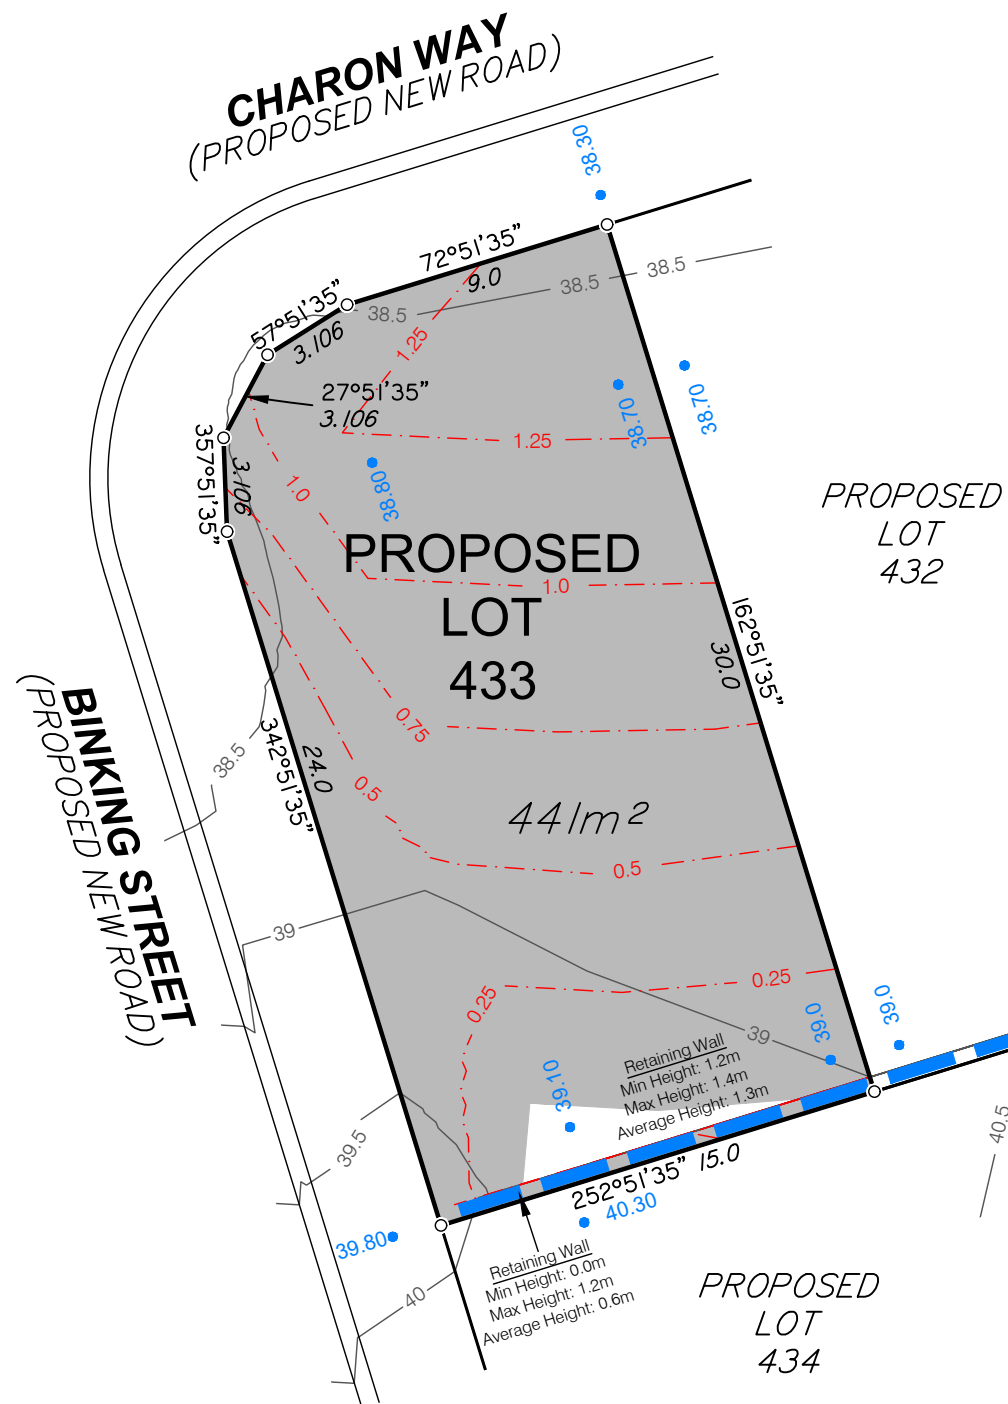 CHARON WAY
(PROPOSED NEW ROAD)
38.30
72°51'35"
9.0
38.5
38.5
38.5
57°51'35"
3.106
1.25
27°51'35"
3.106
38.70
38.70
357°51'35"
3.106
1.25
1.0
38.80
PROPOSED
LOT
432
PROPOSED
LOT
433
1.0
162°51'35"
30.0
BINKING STREET
(PROPOSED NEW ROAD)
38.5
342°51'35"
24.0
0.75
0.5
441m²
0.5
39
0.25
0.25
39.0
39.0
39
39.10
Retaining Wall
Min Height: 1.2m
Max Height: 1.4m
Average Height: 1.3m
39.5
40.5
252°51'35"
15.0
40.30
39.80
Retaining Wall
Min Height: 0.0m
Max Height: 1.2m
Average Height: 0.6m
40
PROPOSED
LOT
434